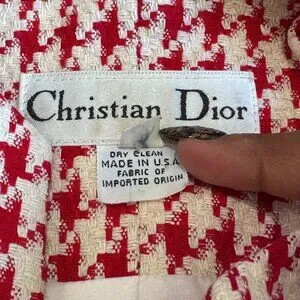 Christian Dior
DRY CLEAN
MADE IN U.S.A.
FABRIC OF
IMPORTED ORIGIN